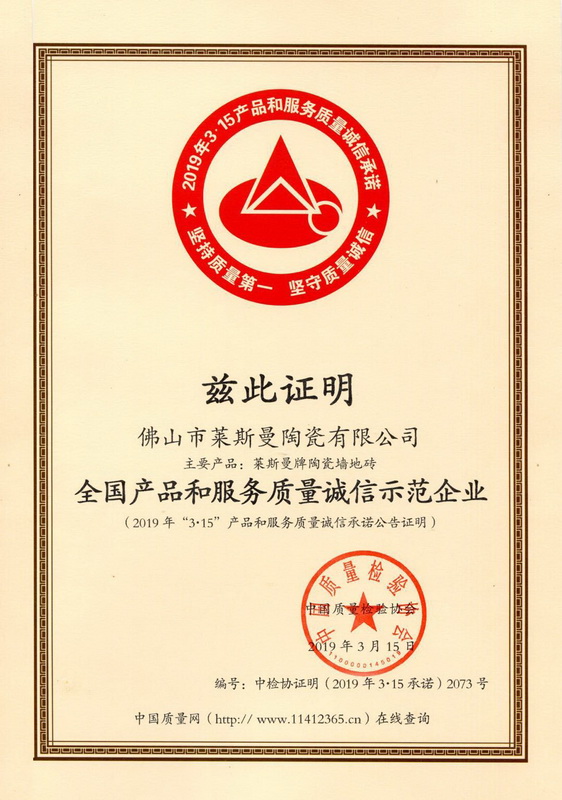 2019年3·15产品和服务质量诚信承诺
坚持质量第一 坚守质量诚信
兹此证明
佛山市莱斯曼陶瓷有限公司
主要产品：莱斯曼牌陶瓷墙地砖
全国产品和服务质量诚信示范企业
（2019年“3·15”产品和服务质量诚信承诺公告证明）
中国质量检验协会
中国质量检验协会
2019年3月15日
1100000145019
编号：中检协证明（2019年3·15承诺）2073号
中国质量网（http:// www.11412365.cn）在线查询